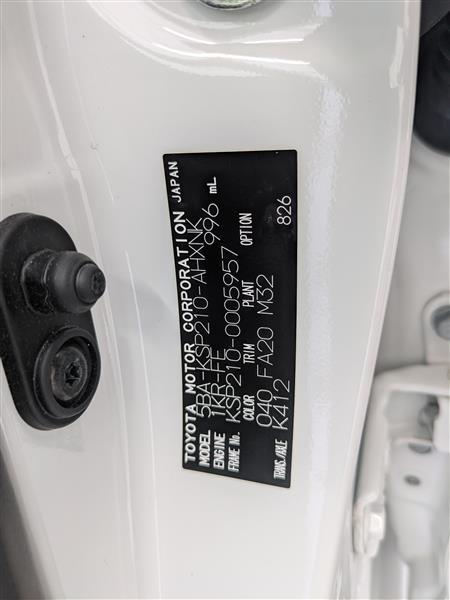 TOYOTA MOTOR CORPORATION JAPAN
MODEL 5BA-KSP210-AHXNK
ENGINE 1KR-FE 996 mL
FRAME No. KSP210-0005957
COLOR TRIM PLANT OPTION
040 FA20 M32 826
TRANS./AXLE K412